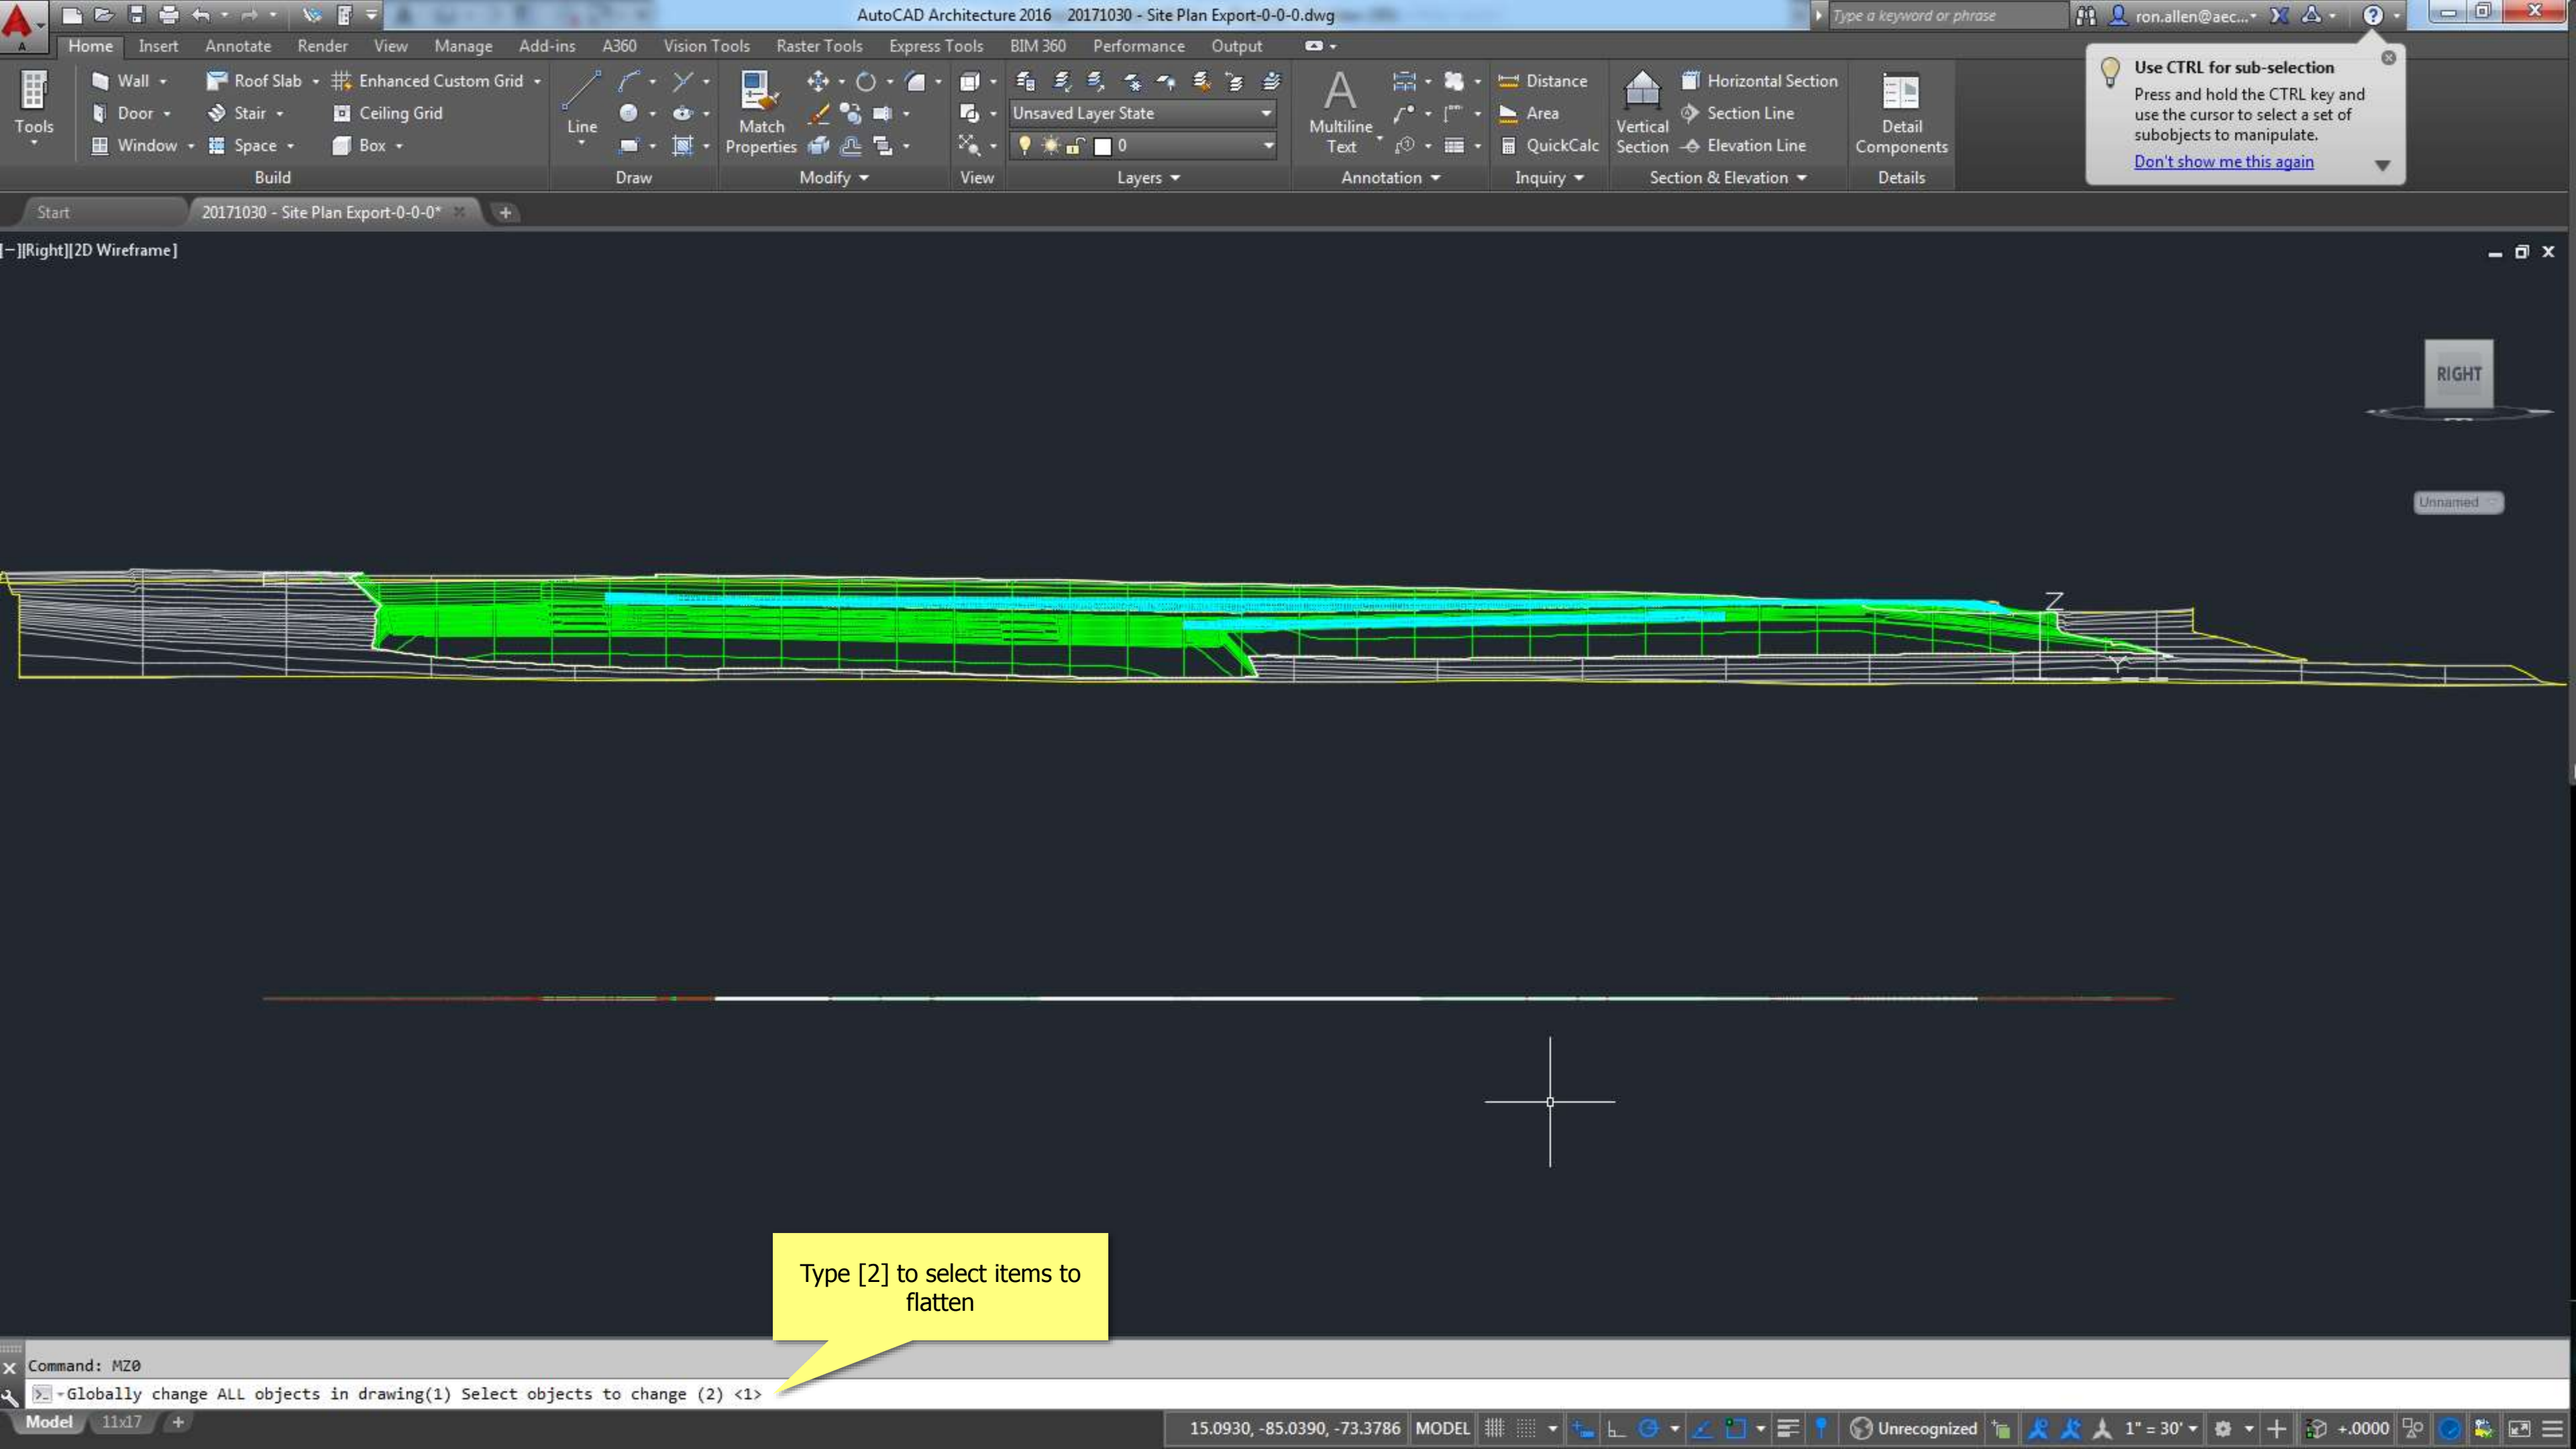 AutoCAD Architecture 2016 20171030 - Site Plan Export-0-0-0.dwg
Type a keyword or phrase
ron.allen@aec...
A
Home Insert Annotate Render View Manage Add-ins A360 Vision Tools Raster Tools Express Tools BIM 360 Performance Output
Tools
Wall
Door
Window
Roof Slab
Stair
Space
Enhanced Custom Grid
Ceiling Grid
Box
Build
Line
Draw
Match
Properties
Modify
View
Unsaved Layer State
0
Layers
A
Multiline
Text
Annotation
Distance
Area
QuickCalc
Inquiry
Vertical
Section
Horizontal Section
Section Line
Elevation Line
Section & Elevation
Detail
Components
Details
Use CTRL for sub-selection
Press and hold the CTRL key and
use the cursor to select a set of
subobjects to manipulate.
Don't show me this again
Start
20171030 - Site Plan Export-0-0-0*
[−][Right][2D Wireframe]
RIGHT
Unnamed
Z
Y
Type [2] to select items to
flatten
Command: MZ0
Globally change ALL objects in drawing(1) Select objects to change (2) <1>
Model 11x17 +
15.0930, -85.0390, -73.3786 MODEL Unrecognized 1" = 30' +.0000